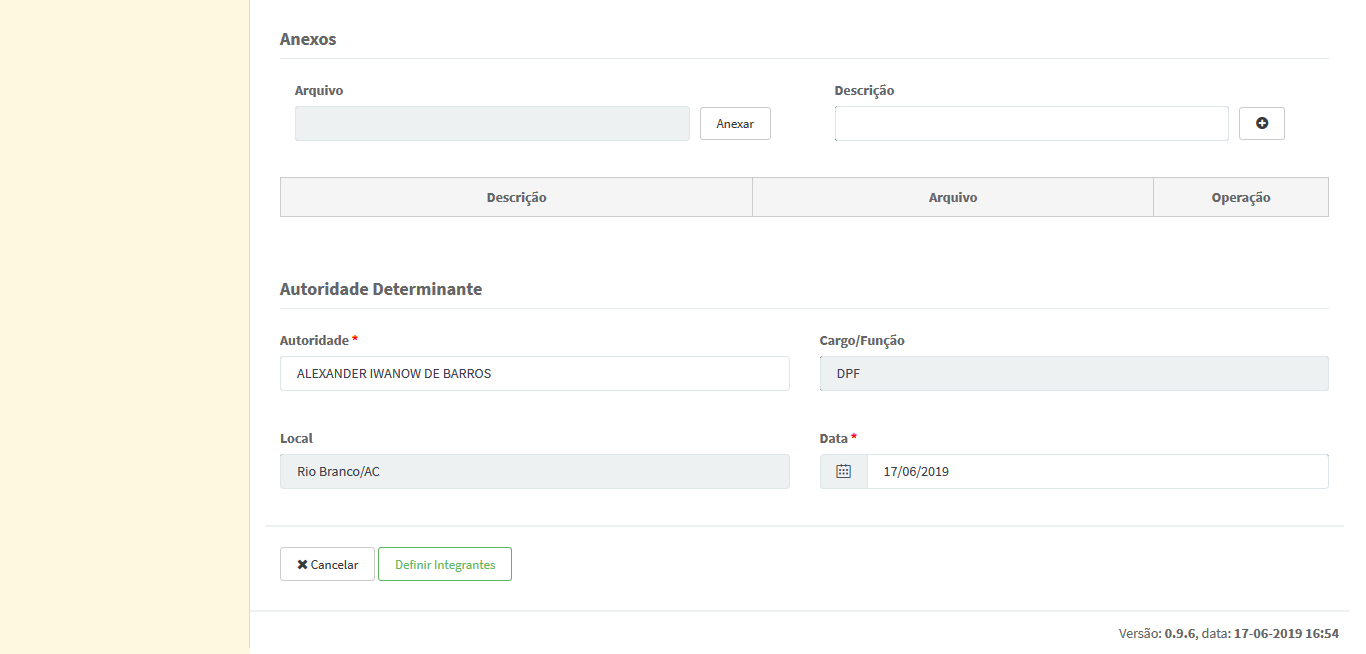 Anexos
Arquivo Descrição
Anexar
Descrição Arquivo Operação
Autoridade Determinante
Autoridade * Cargo/Função
ALEXANDER IWANOW DE BARROS DPF
Local Data *
Rio Branco/AC 17/06/2019
Cancelar Definir Integrantes
Versão: 0.9.6, data: 17-06-2019 16:54